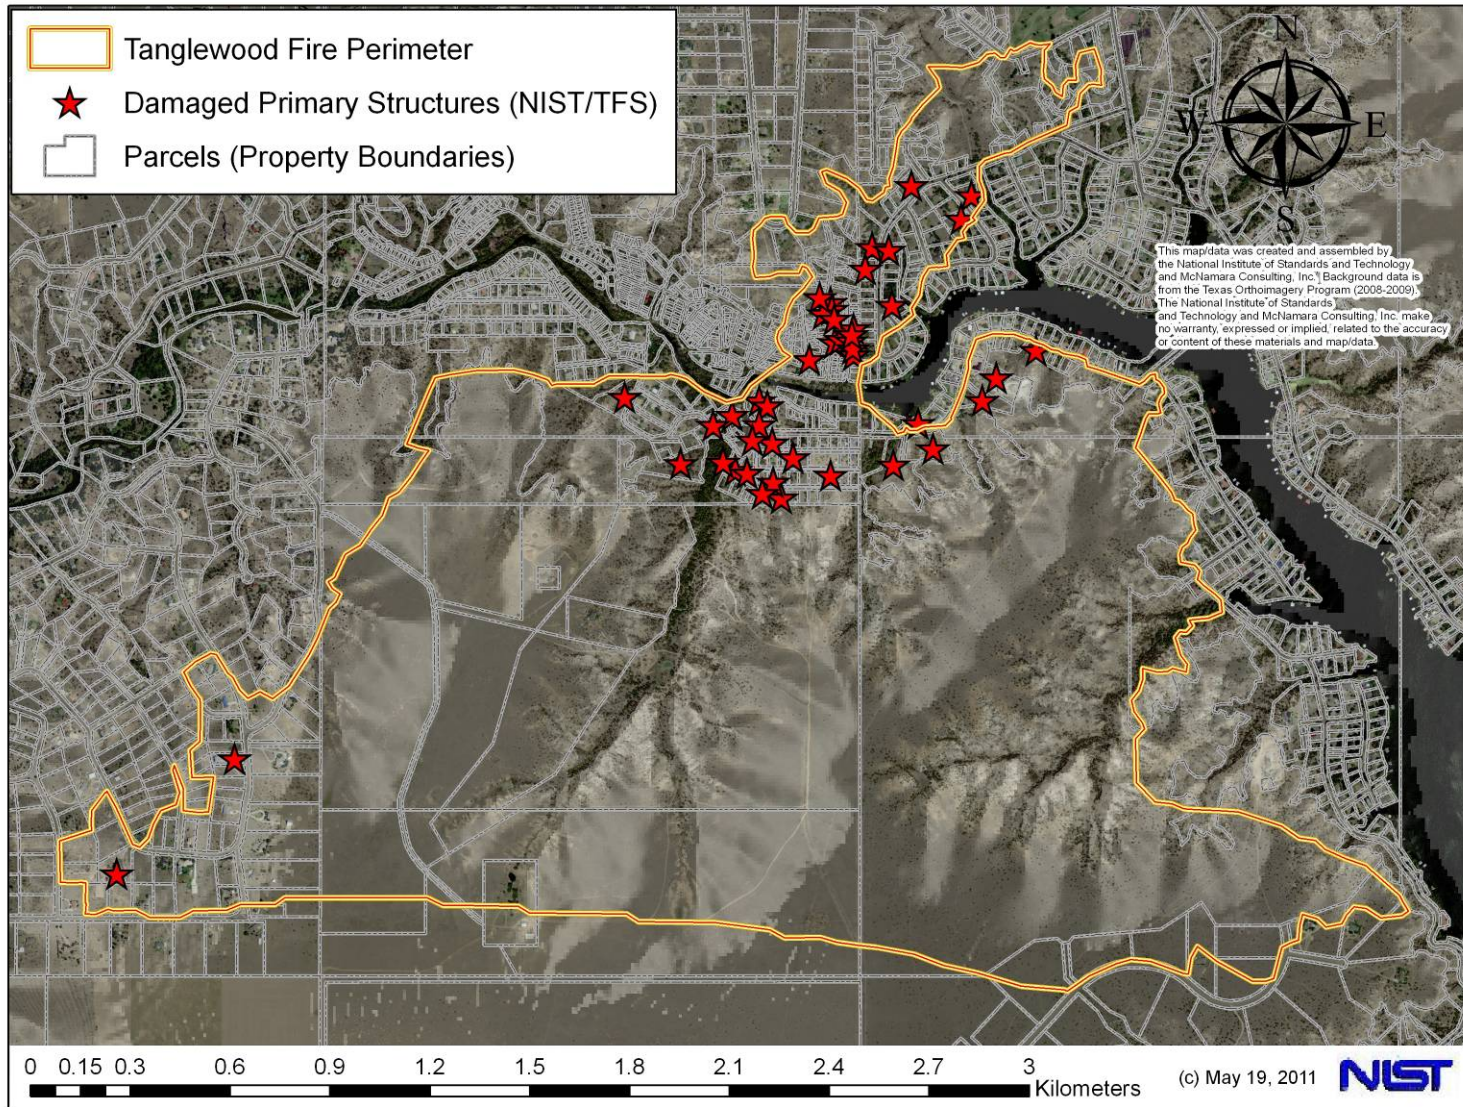 Tanglewood Fire Perimeter
Damaged Primary Structures (NIST/TFS)
Parcels (Property Boundaries)
N
W
E
S
This map/data was created and assembled by
the National Institute of Standards and Technology
and McNamara Consulting, Inc. Background data is
from the Texas Orthoimagery Program (2008-2009).
The National Institute of Standards
and Technology and McNamara Consulting, Inc. make
no warranty, expressed or implied, related to the accuracy
or content of these materials and map/data.
0 0.15 0.3 0.6 0.9 1.2 1.5 1.8 2.1 2.4 2.7 3
Kilometers
(c) May 19, 2011
NIST